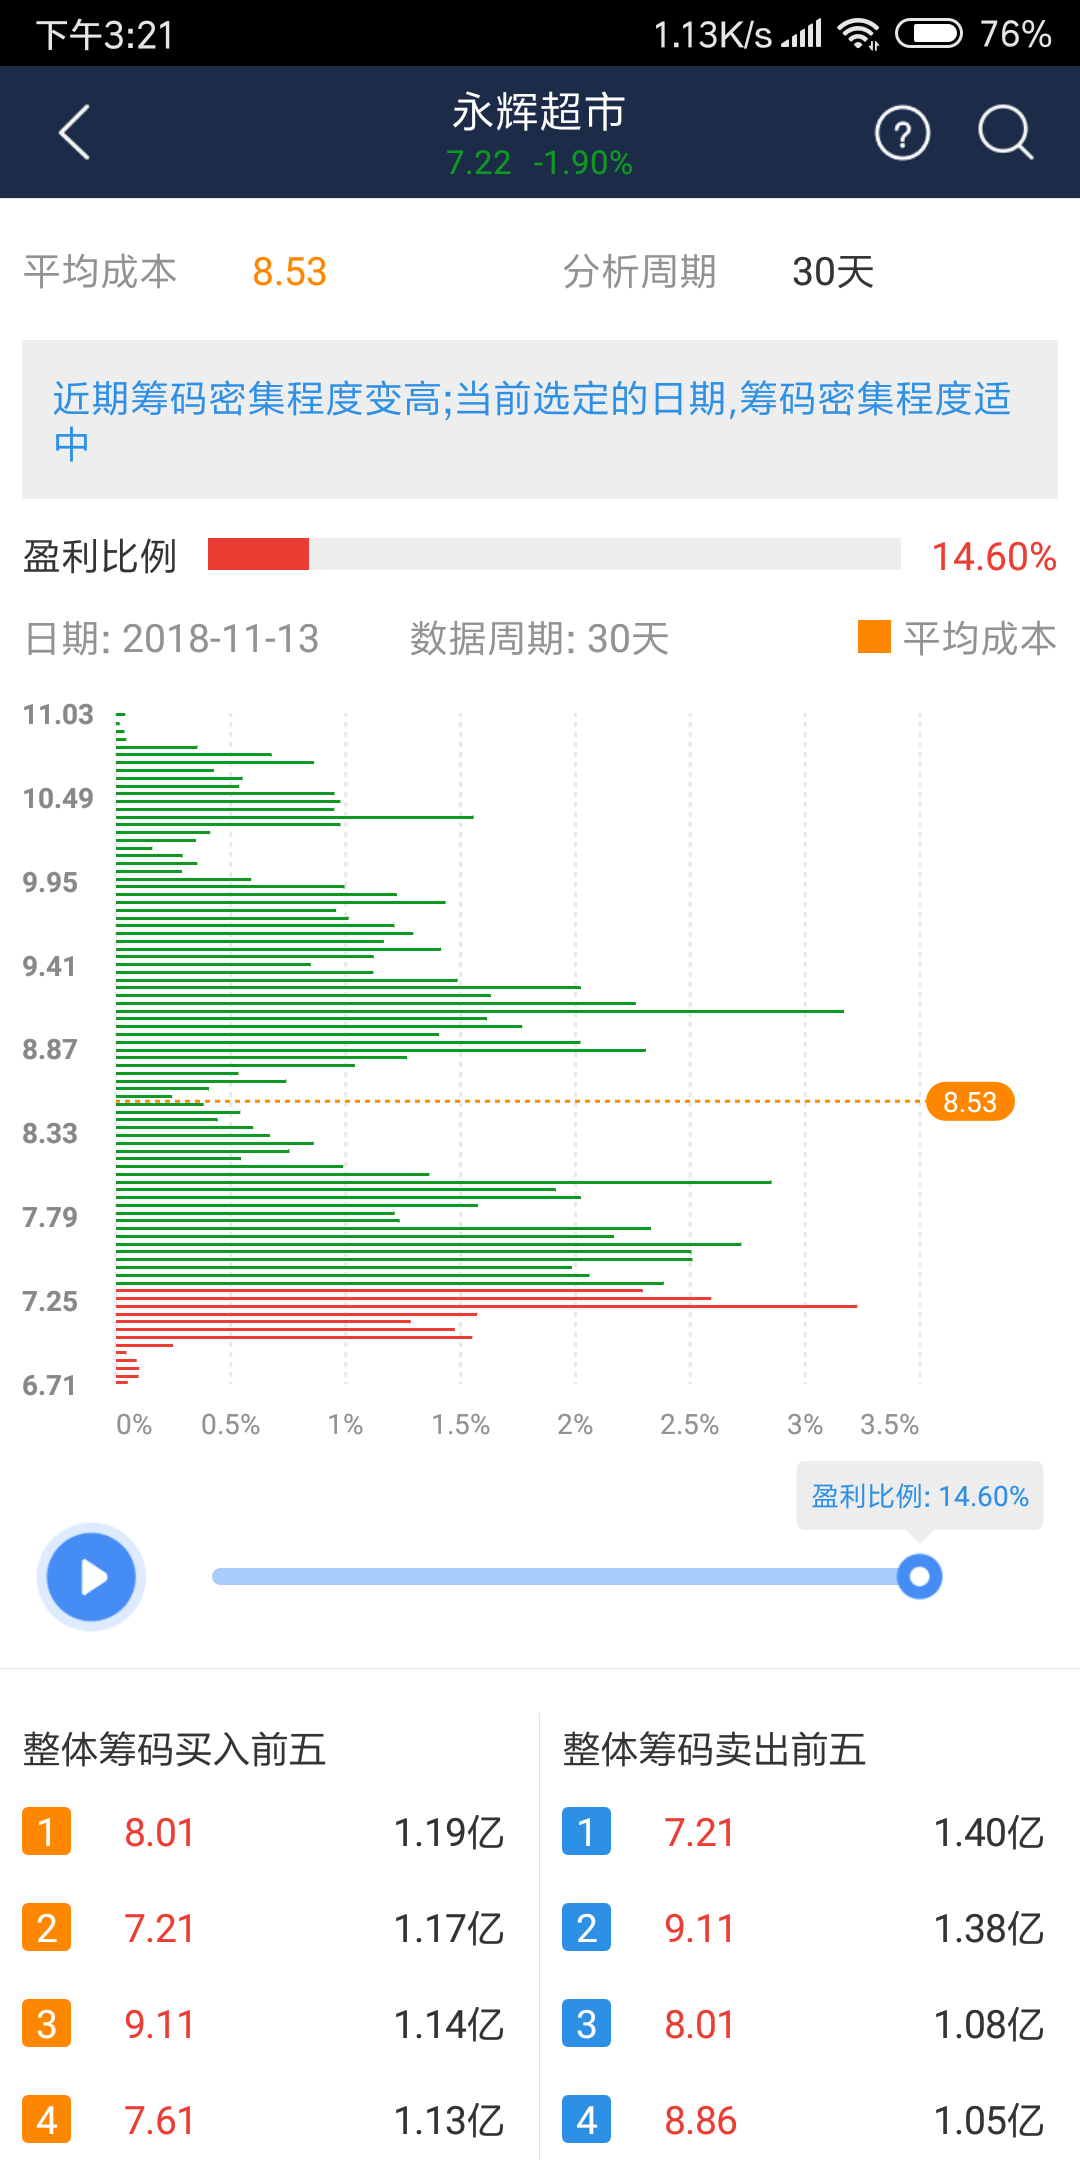 下午3:21
1.13K/s
76%
永辉超市
7.22 -1.90%
?
平均成本 8.53 分析周期 30天
近期筹码密集程度变高;当前选定的日期,筹码密集程度适
中
盈利比例 14.60%
日期: 2018-11-13 数据周期: 30天 平均成本
11.03
10.49
9.95
9.41
8.87
8.53
8.33
7.79
7.25
6.71
0% 0.5% 1% 1.5% 2% 2.5% 3% 3.5%
盈利比例: 14.60%
整体筹码买入前五
1 8.01 1.19亿
2 7.21 1.17亿
3 9.11 1.14亿
4 7.61 1.13亿
整体筹码卖出前五
1 7.21 1.40亿
2 9.11 1.38亿
3 8.01 1.08亿
4 8.86 1.05亿